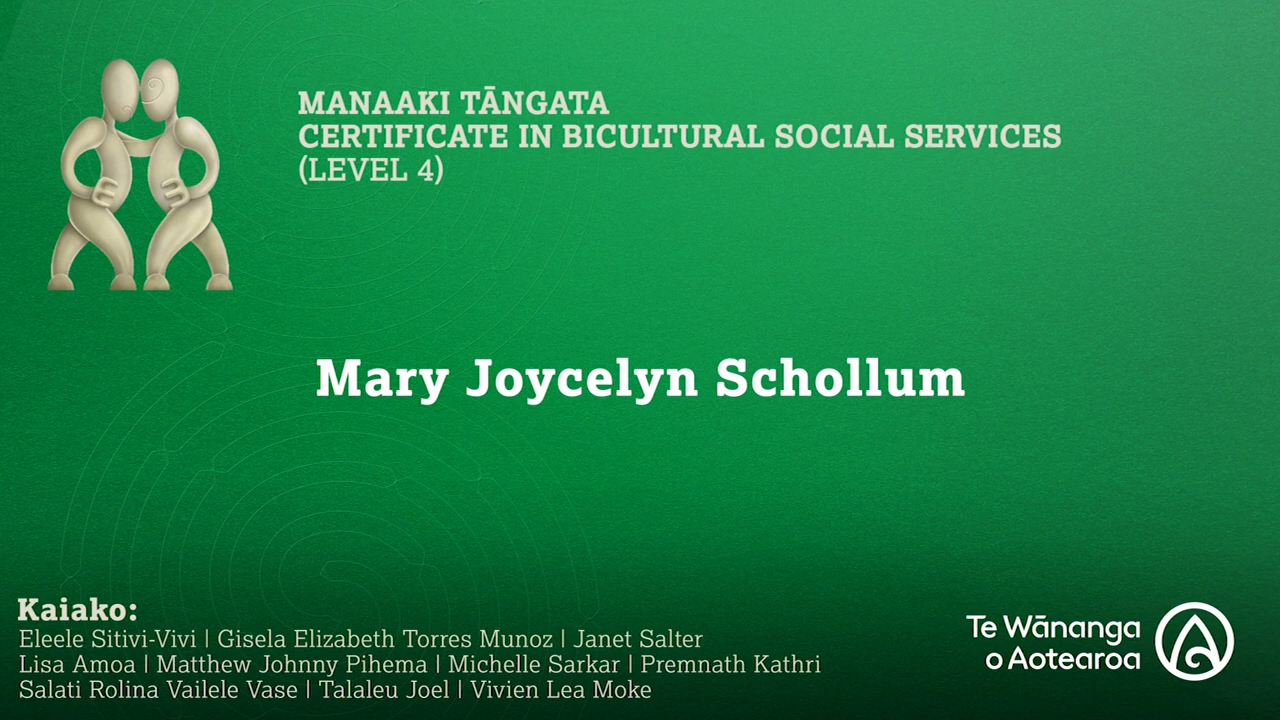 MANAAKI TĀNGATA
CERTIFICATE IN BICULTURAL SOCIAL SERVICES
(LEVEL 4)
Mary Joycelyn Schollum
Kaiako:
Eleele Sitivi-Vivi | Gisela Elizabeth Torres Munoz | Janet Salter
Lisa Amoa | Matthew Johnny Pihema | Michelle Sarkar | Premnath Kathri
Salati Rolina Vailele Vase | Talaleu Joel | Vivien Lea Moke
Te Wānanga
o Aotearoa